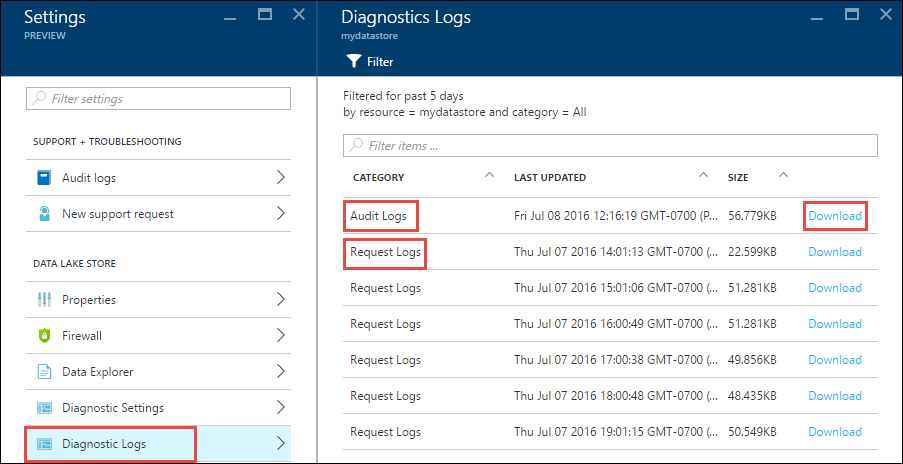 Settings
PREVIEW
Filter settings
SUPPORT + TROUBLESHOOTING
Audit logs
New support request
DATA LAKE STORE
Properties
Firewall
Data Explorer
Diagnostic Settings
Diagnostic Logs
Diagnostics Logs
mydatastore
Filter
Filtered for past 5 days
by resource = mydatastore and category = All
Filter items ...
CATEGORY LAST UPDATED SIZE
Audit Logs Fri Jul 08 2016 12:16:19 GMT-0700 (P... 56.779KB Download
Request Logs Thu Jul 07 2016 14:01:13 GMT-0700 (... 22.599KB Download
Request Logs Thu Jul 07 2016 15:01:06 GMT-0700 (... 51.281KB Download
Request Logs Thu Jul 07 2016 16:00:49 GMT-0700 (... 51.281KB Download
Request Logs Thu Jul 07 2016 17:00:38 GMT-0700 (... 49.856KB Download
Request Logs Thu Jul 07 2016 18:00:48 GMT-0700 (... 48.435KB Download
Request Logs Thu Jul 07 2016 19:01:15 GMT-0700 (... 50.549KB Download